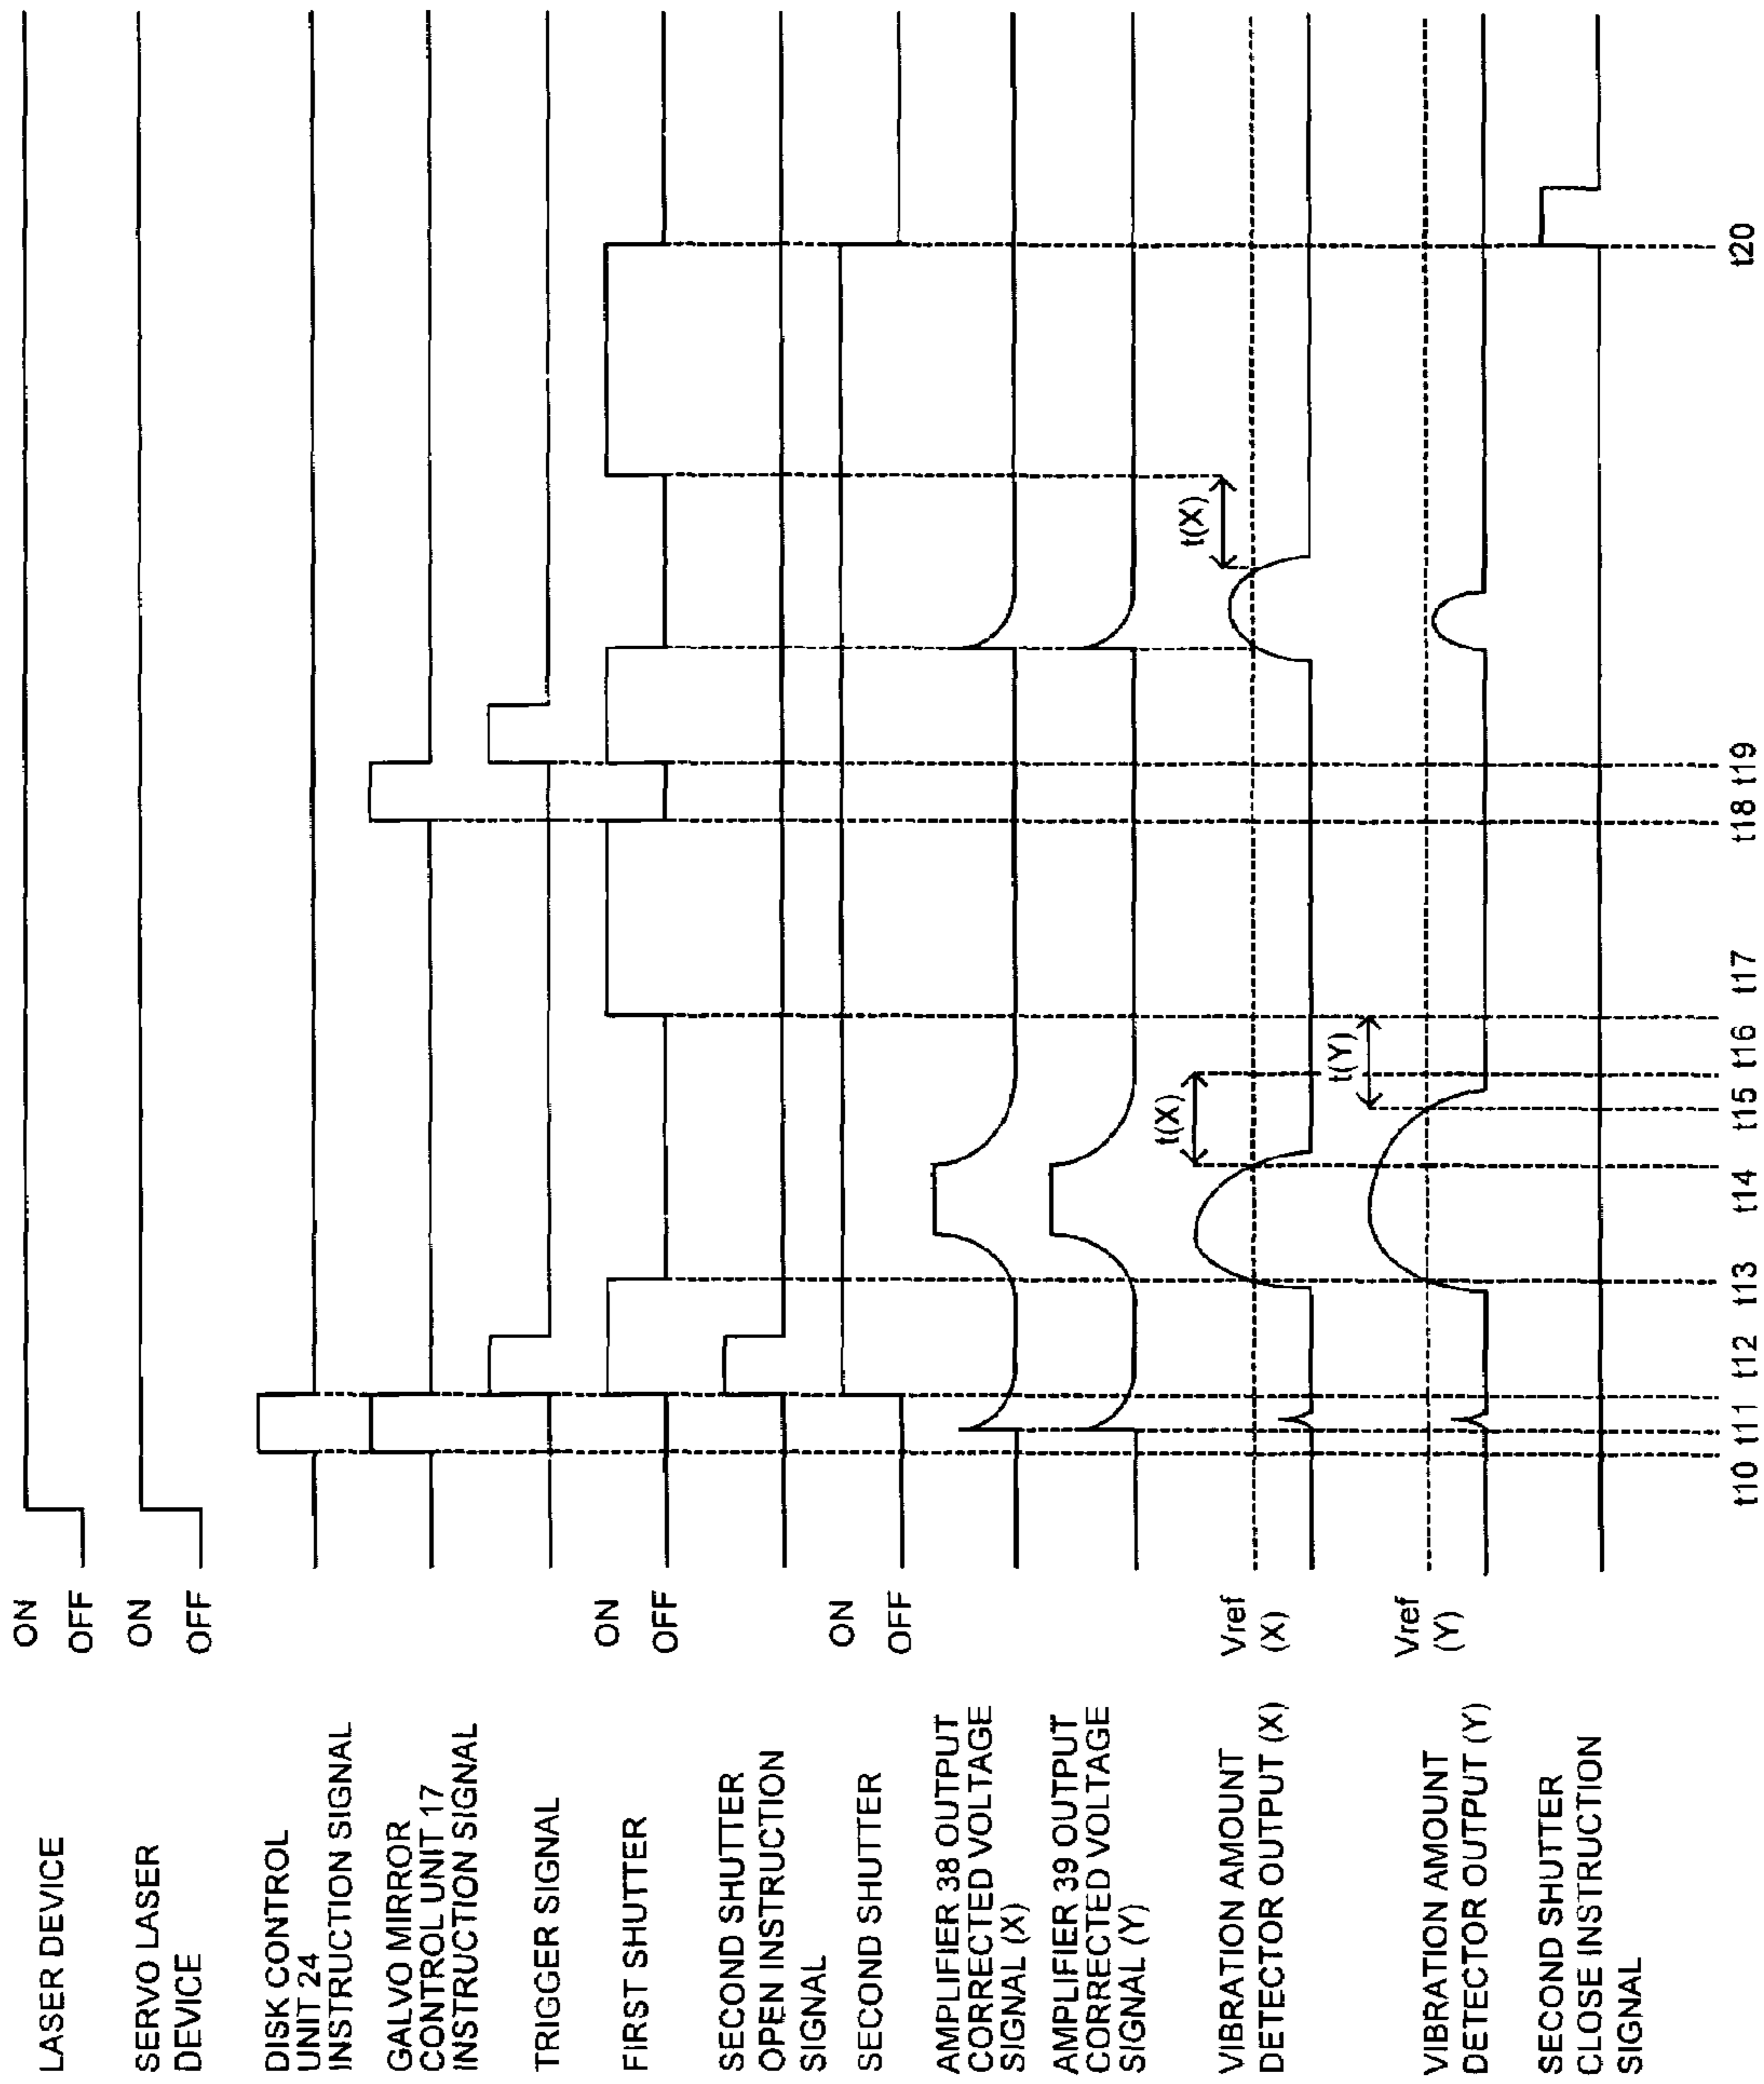 LASER DEVICE
ON
OFF
SERVO LASER
DEVICE
ON
OFF
DISK CONTROL
UNIT 24
INSTRUCTION SIGNAL
GALVO MIRROR
CONTROL UNIT 17
INSTRUCTION SIGNAL
TRIGGER SIGNAL
FIRST SHUTTER
ON
OFF
SECOND SHUTTER
OPEN INSTRUCTION
SIGNAL
SECOND SHUTTER
ON
OFF
AMPLIFIER 38 OUTPUT
CORRECTED VOLTAGE
SIGNAL (X)
AMPLIFIER 39 OUTPUT
CORRECTED VOLTAGE
SIGNAL (Y)
VIBRATION AMOUNT
DETECTOR OUTPUT (X)
Vref
(X)
t(X)
t(X)
VIBRATION AMOUNT
DETECTOR OUTPUT (Y)
Vref
(Y)
t(Y)
SECOND SHUTTER
CLOSE INSTRUCTION
SIGNAL
t10 t11 t12 t13 t14 t15 t16 t17 t18 t19 t20